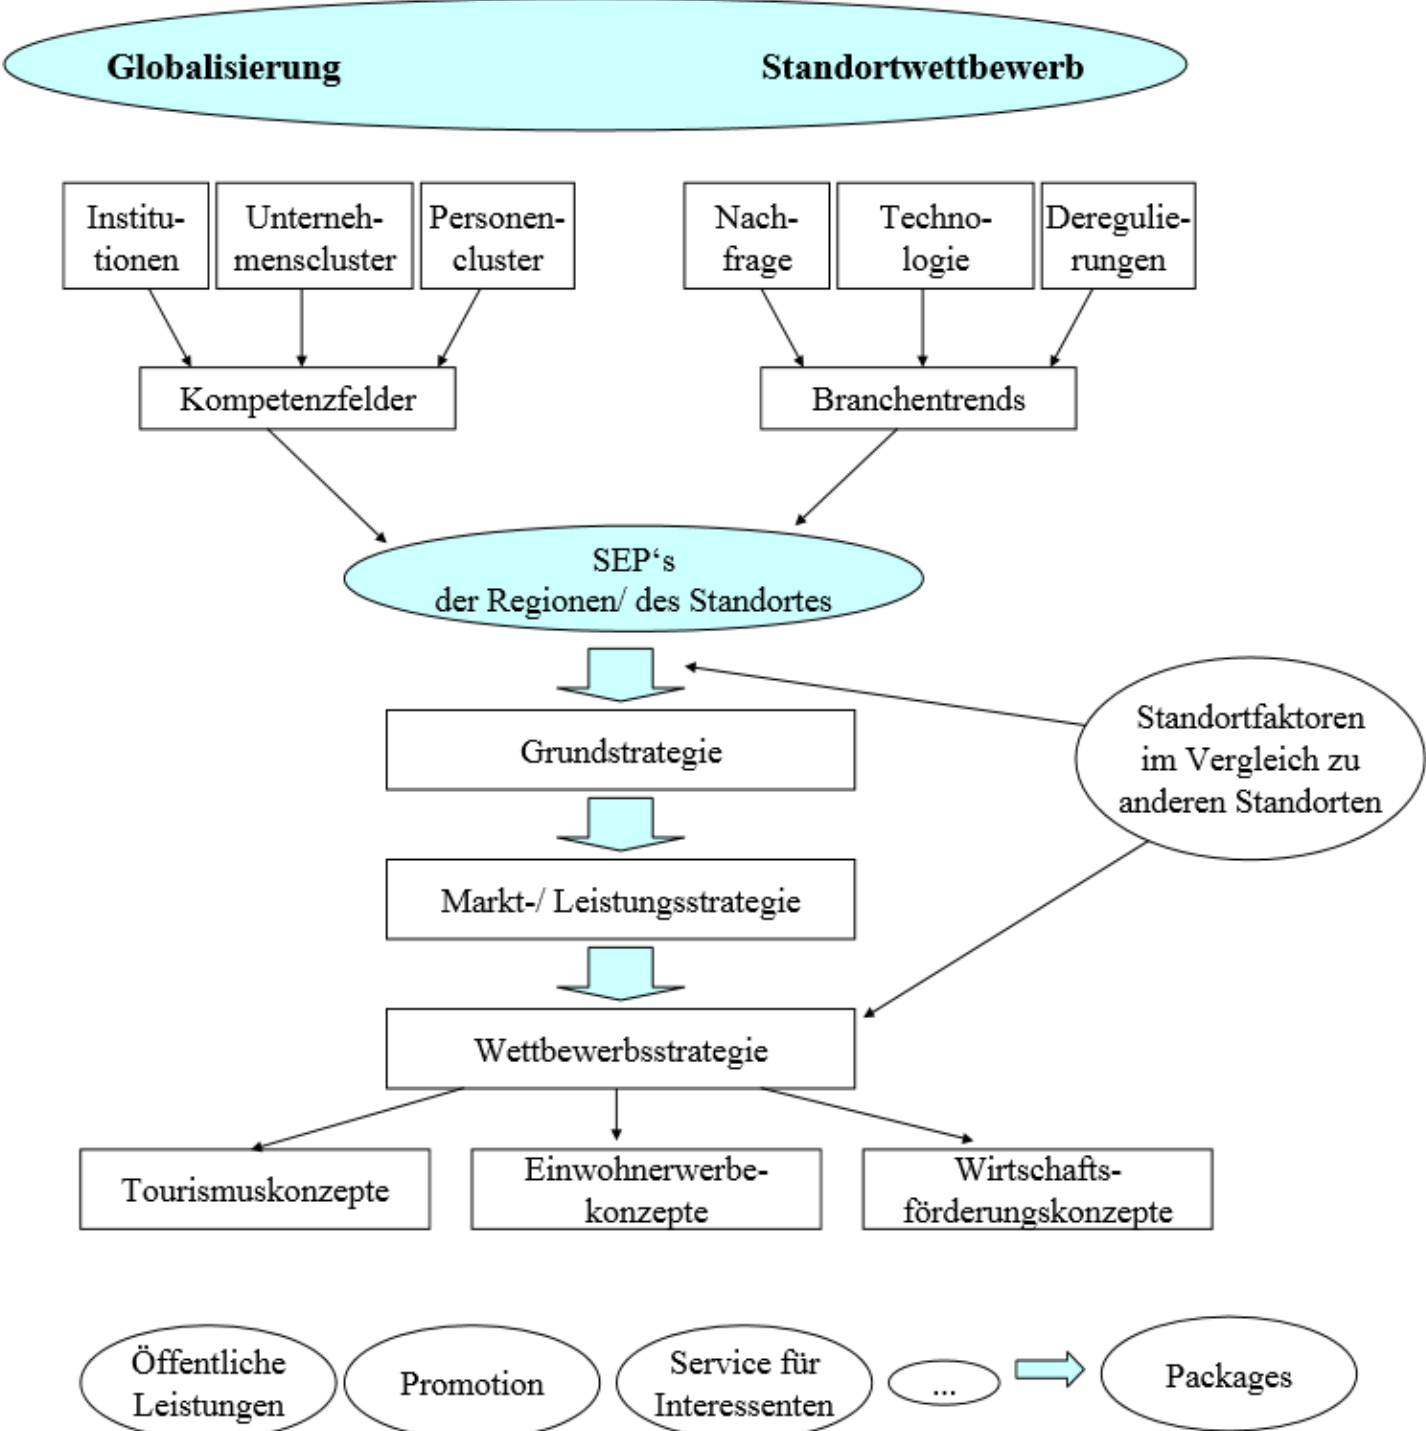 Globalisierung Standortwettbewerb
Institu-
tionen
Unterneh-
menscluster
Personen-
cluster
Nach-
frage
Techno-
logie
Deregulie-
rungen
Kompetenzfelder
Branchentrends
SEP‘s
der Regionen/ des Standortes
Grundstrategie
Standortfaktoren
im Vergleich zu
anderen Standorten
Markt-/ Leistungsstrategie
Wettbewerbsstrategie
Tourismuskonzepte
Einwohnerwerbe-
konzepte
Wirtschafts-
förderungskonzepte
Öffentliche
Leistungen
Promotion
Service für
Interessenten
...
Packages